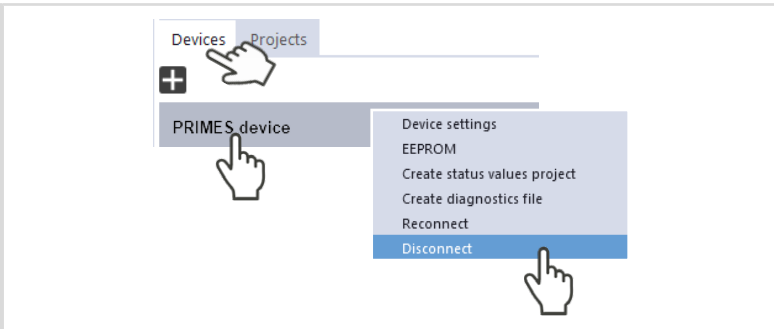 Devices Projects
PRIMES device
Device settings
EEPROM
Create status values project
Create diagnostics file
Reconnect
Disconnect